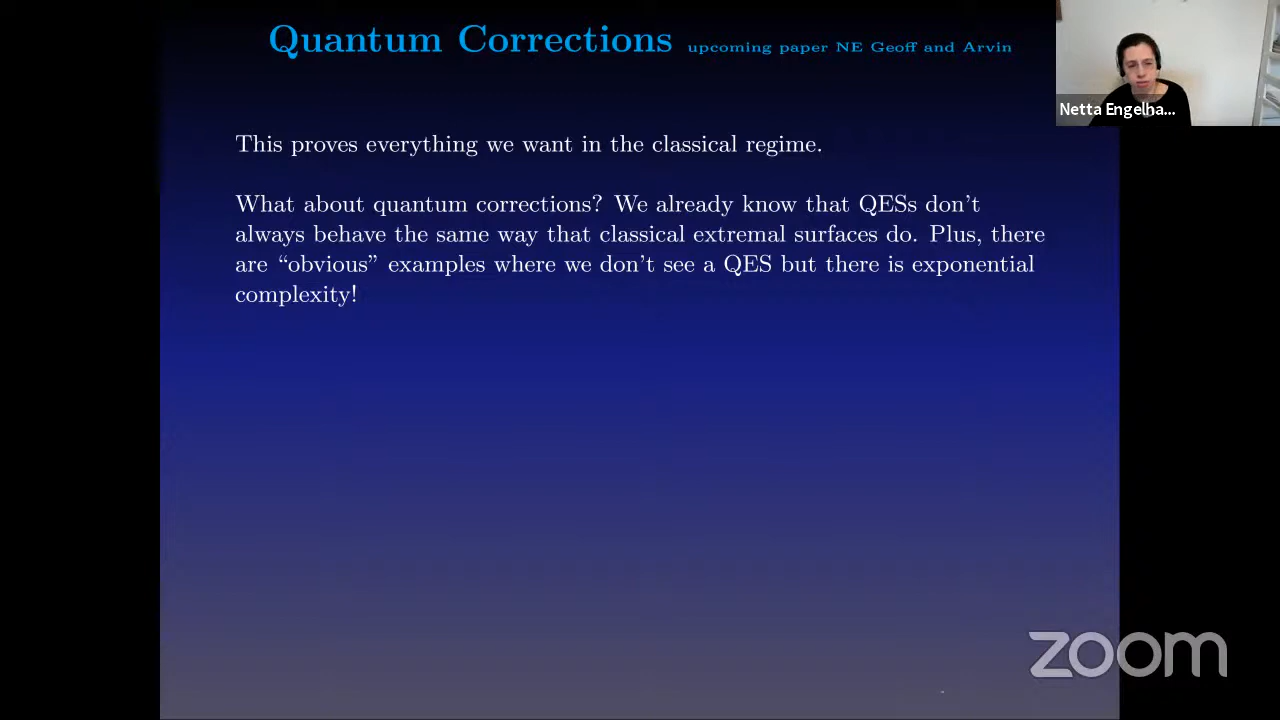 Quantum Corrections upcoming paper NE Geoff and Arvin
Netta Engelha...
This proves everything we want in the classical regime.
What about quantum corrections? We already know that QESs don't
always behave the same way that classical extremal surfaces do. Plus, there
are “obvious” examples where we don't see a QES but there is exponential
complexity!
zoom